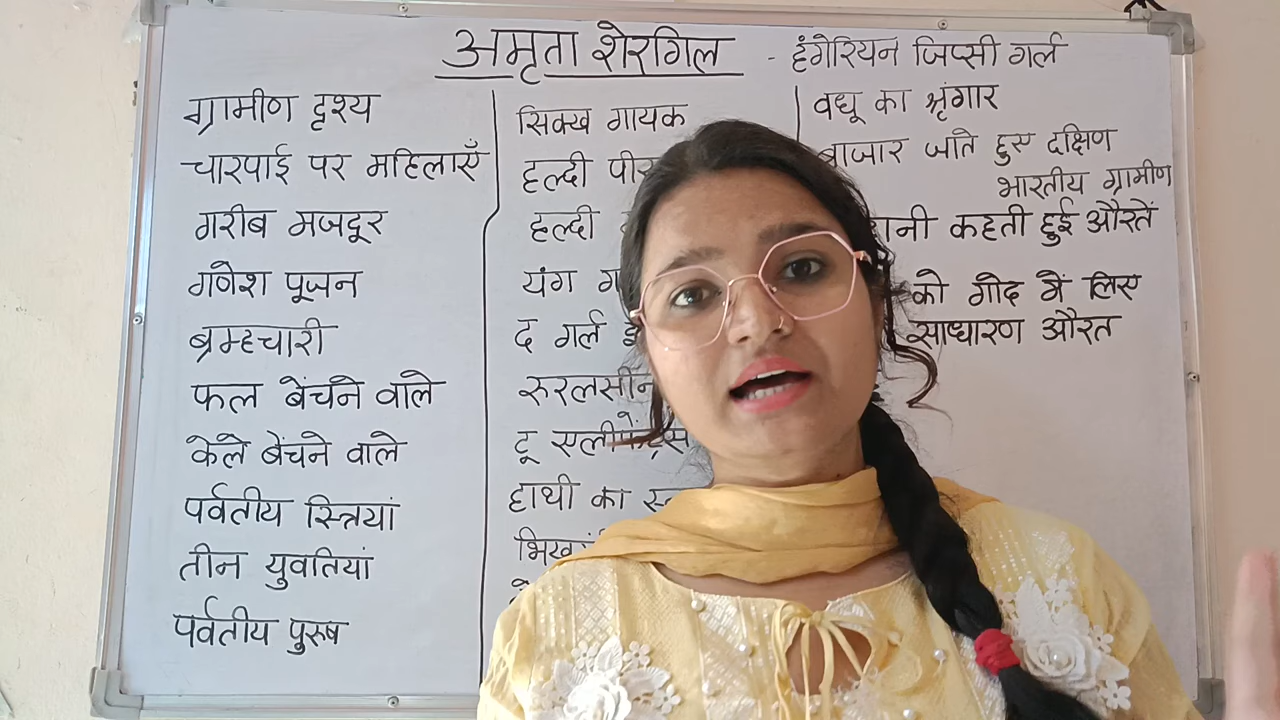 अमृता शेरगिल - हंगेरियन जिप्सी गर्ल
ग्रामीण दृश्य
चारपाई पर महिलाएँ
गरीब मजदूर
गणेश पूजन
ब्रम्हचारी
फल बेंचने वाले
केले बेंचने वाले
पर्वतीय स्त्रियां
तीन युवतियां
पर्वतीय पुरुष
सिक्ख गायक
हल्दी
हल्दी
यंग
द गर्ल
रुरलसीन
टू एलीफेंट्स
हाथी का
वधू का श्रृंगार
बाजार जाते हुए दक्षिण
भारतीय ग्रामीण
कहती हुई औरतें
को गोद में लिए
साधारण औरत